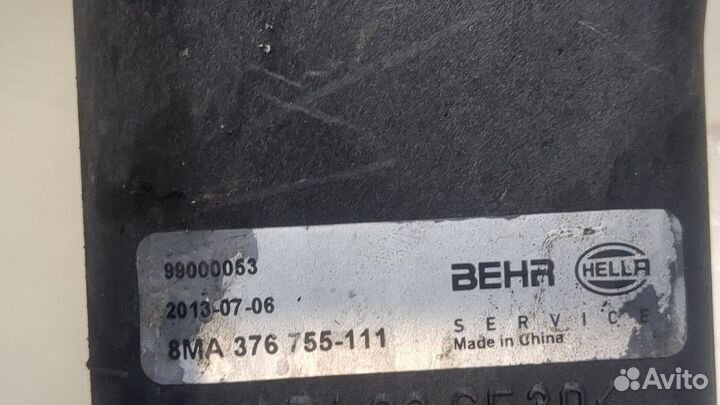 99000053
BEHR HELLA
2013-07-06
SERVICE
8MA 376 755-111
Made in China
Avito